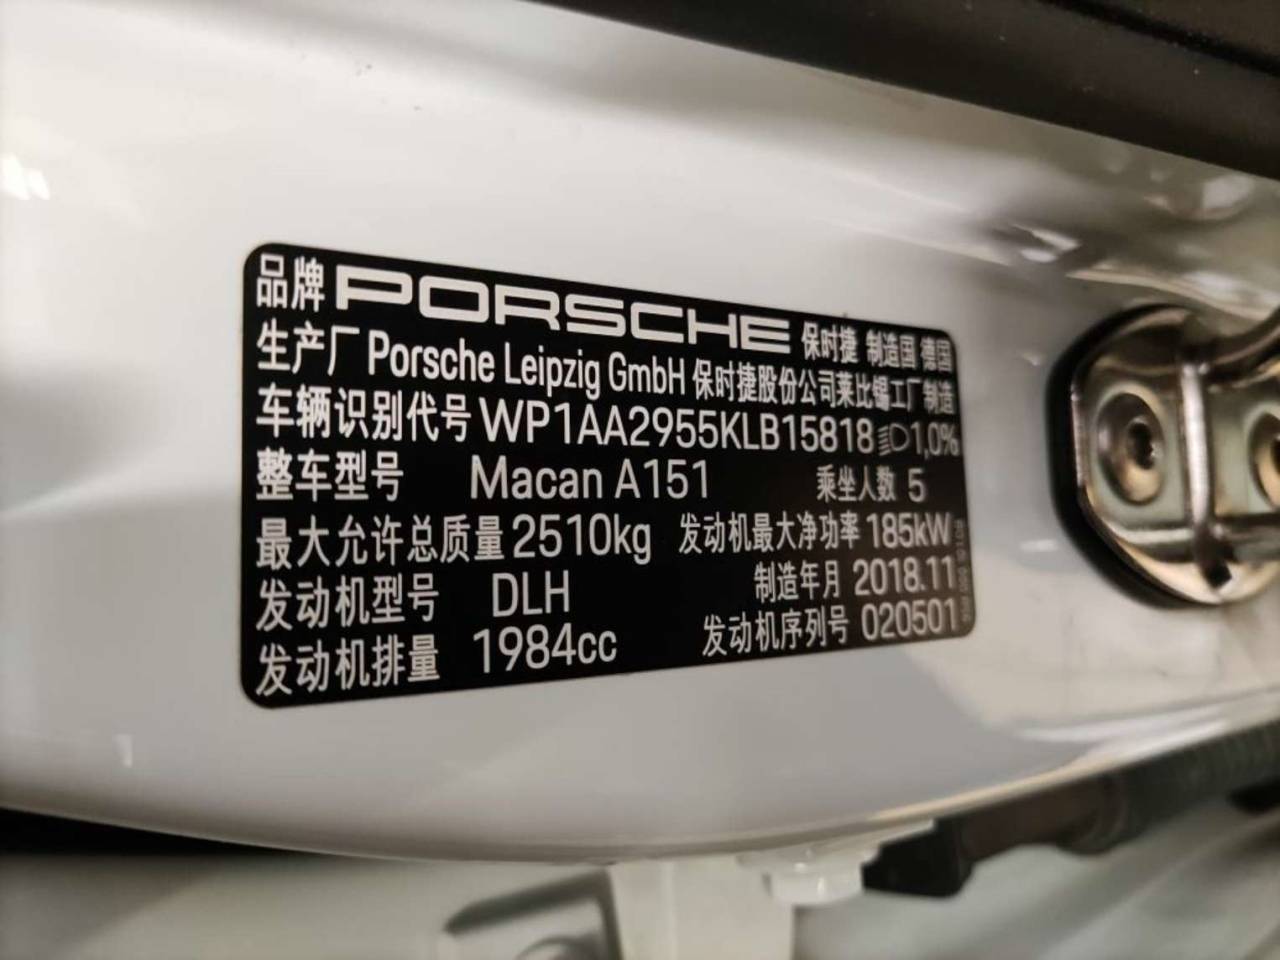 品牌 PORSCHE 保时捷 制造国 德国
生产厂 Porsche Leipzig GmbH 保时捷股份公司莱比锡工厂制造
车辆识别代号 WP1AA2955KLB15818 1,0%
整车型号 Macan A151 乘坐人数 5
最大允许总质量 2510kg 发动机最大净功率 185kW
发动机型号 DLH 制造年月 2018.11
发动机排量 1984cc 发动机序列号 020501